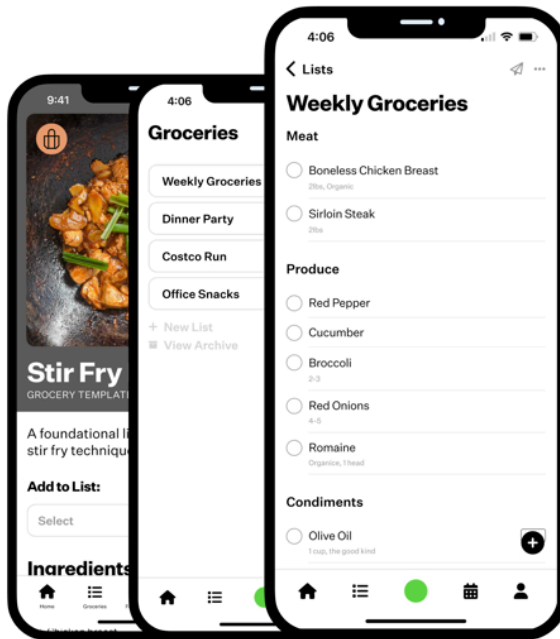 9:41
Stir Fry
GROCERY TEMPLAT
A foundational li
stir fry techniqu
Add to List:
Select
Ingredients
Home
Groceries
4:06
Groceries
Weekly Groceries
Dinner Party
Costco Run
Office Snacks
+ New List
View Archive
4:06
Lists
Weekly Groceries
Meat
Boneless Chicken Breast
2lbs, Organic
Sirloin Steak
2lbs
Produce
Red Pepper
Cucumber
Broccoli
2-3
Red Onions
4-5
Romaine
Organice, 1 head
Condiments
Olive Oil
1 cup, the good kind